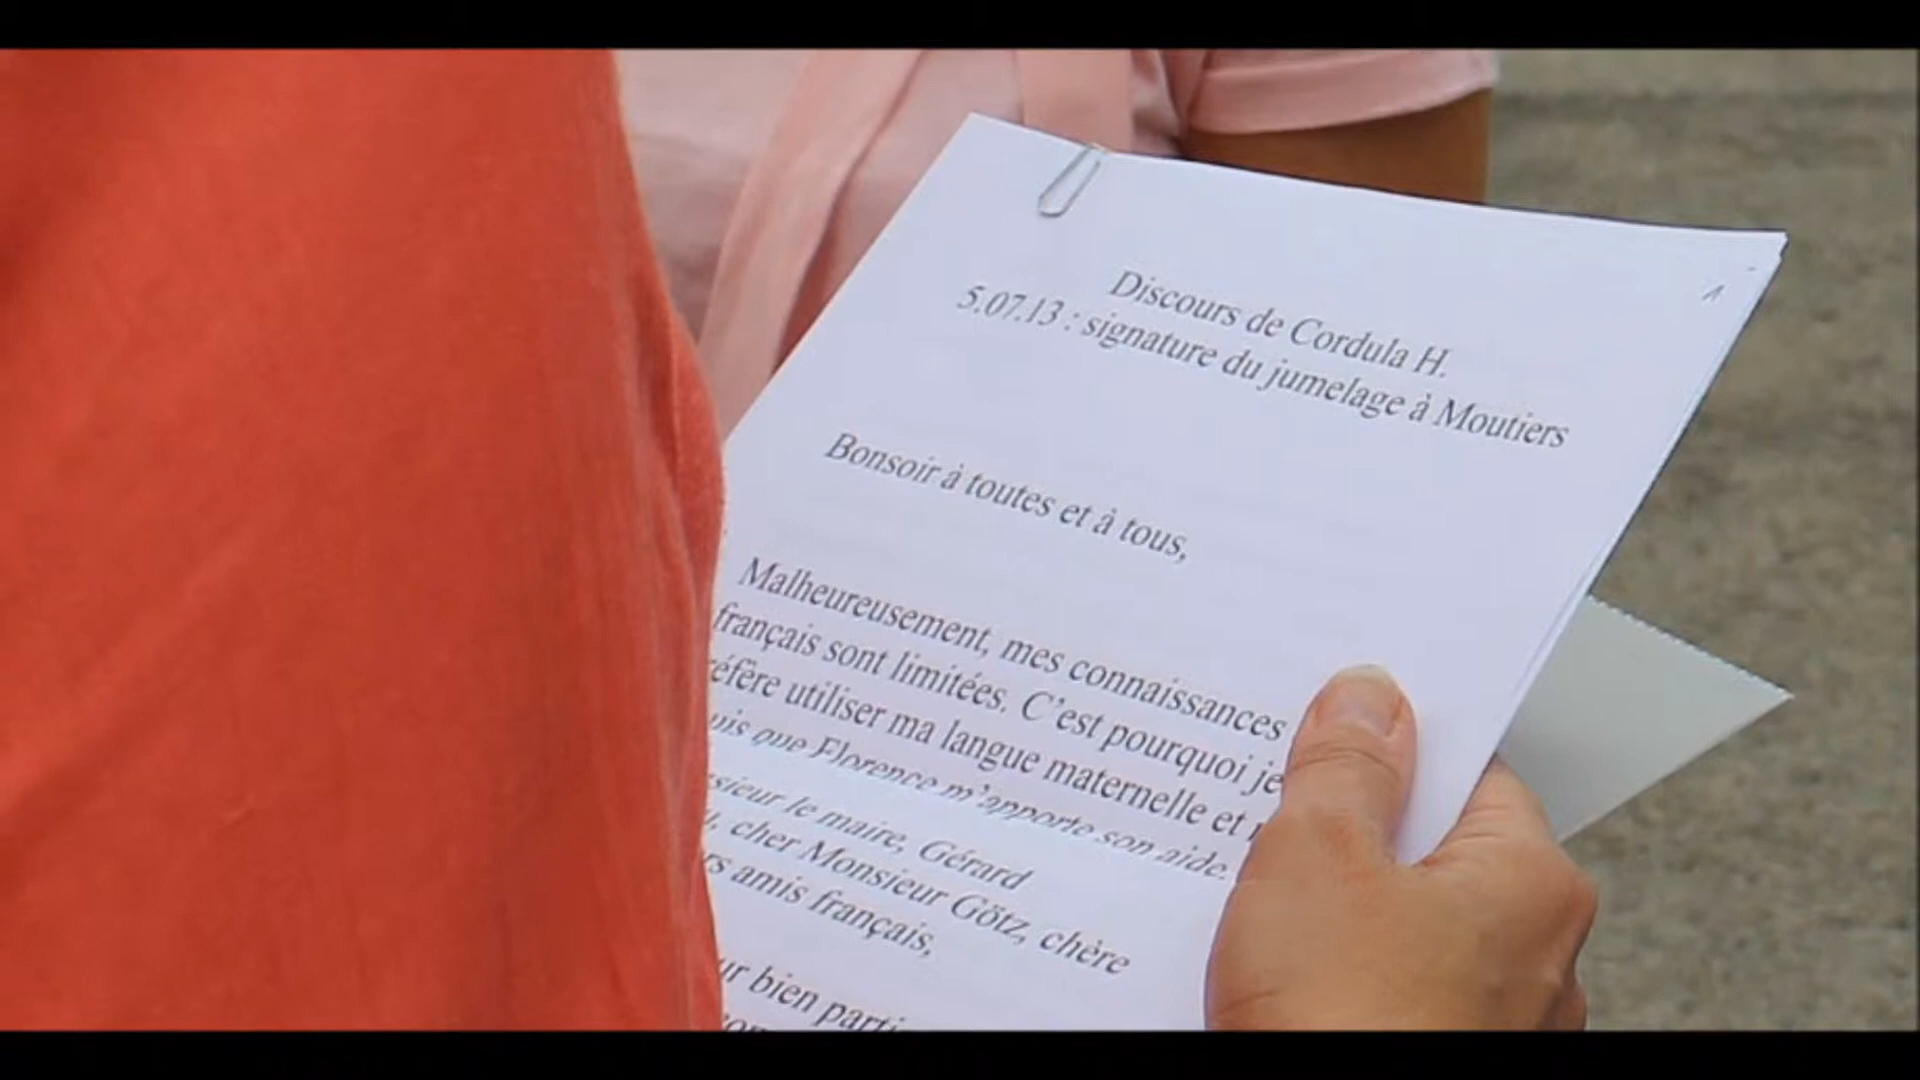 1
Discours de Cordula H.
5.07.13 : signature du jumelage à Moutiers
Bonsoir à toutes et à tous,
Malheureusement, mes connaissances
français sont limitées. C'est pourquoi je
utiliser ma langue maternelle et
que Florence m'apporte son aide.
le maire, Gérard
cher Monsieur Götz, chère
amis français,
bien